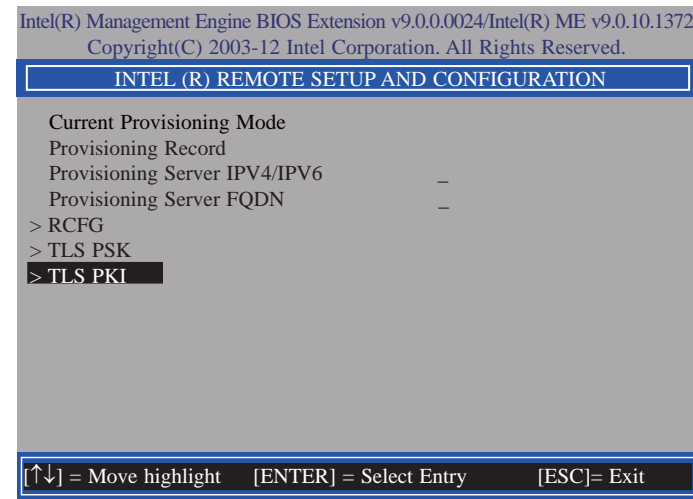 Intel(R) Management Engine BIOS Extension v9.0.0.0024/Intel(R) ME v9.0.10.1372
Copyright(C) 2003-12 Intel Corporation. All Rights Reserved.
INTEL (R) REMOTE SETUP AND CONFIGURATION
Current Provisioning Mode
Provisioning Record
Provisioning Server IPV4/IPV6 _
Provisioning Server FQDN _
> RCFG
> TLS PSK
> TLS PKI
[↑↓] = Move highlight [ENTER] = Select Entry [ESC]= Exit